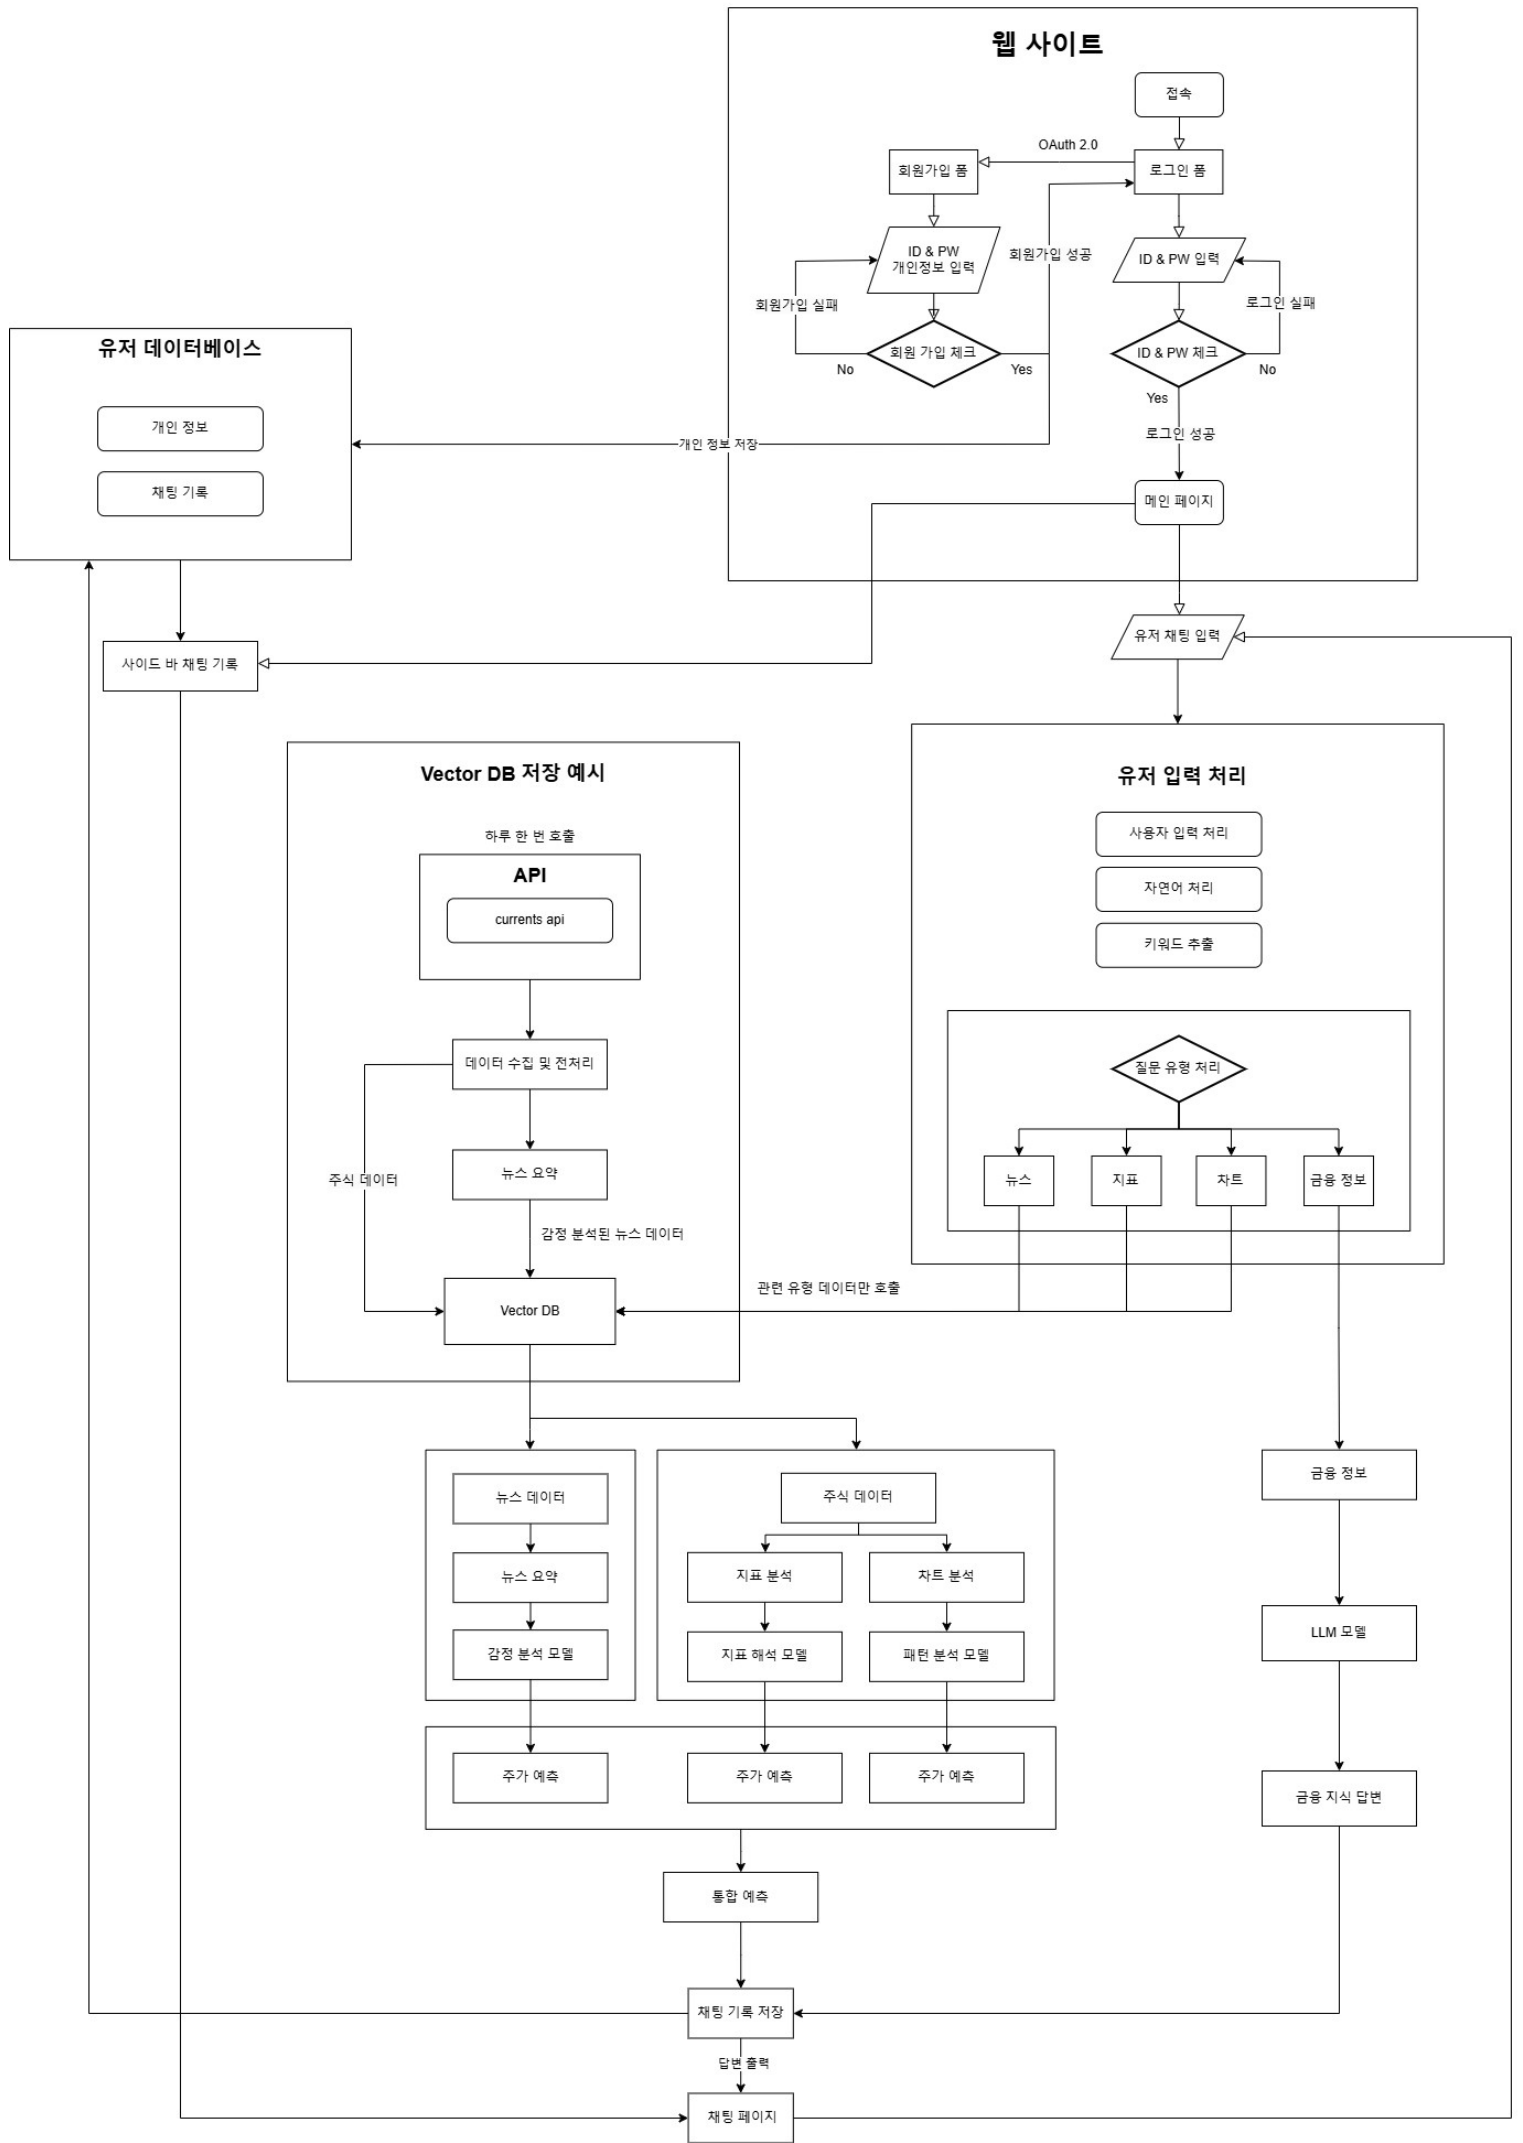 웹 사이트
접속
OAuth 2.0
회원가입 폼
로그인 폼
ID & PW
개인정보 입력
회원가입 성공
ID & PW 입력
회원가입 실패
로그인 실패
회원 가입 체크
ID & PW 체크
No
Yes
No
Yes
로그인 성공
개인 정보 저장
메인 페이지
유저 데이터베이스
개인 정보
채팅 기록
사이드 바 채팅 기록
유저 채팅 입력
Vector DB 저장 예시
하루 한 번 호출
API
currents api
데이터 수집 및 전처리
뉴스 요약
주식 데이터
감정 분석된 뉴스 데이터
Vector DB
유저 입력 처리
사용자 입력 처리
자연어 처리
키워드 추출
질문 유형 처리
뉴스
지표
차트
금융 정보
관련 유형 데이터만 호출
뉴스 데이터
뉴스 요약
감정 분석 모델
주식 데이터
지표 분석
차트 분석
지표 해석 모델
패턴 분석 모델
주가 예측
주가 예측
주가 예측
금융 정보
LLM 모델
금융 지식 답변
통합 예측
채팅 기록 저장
답변 출력
채팅 페이지